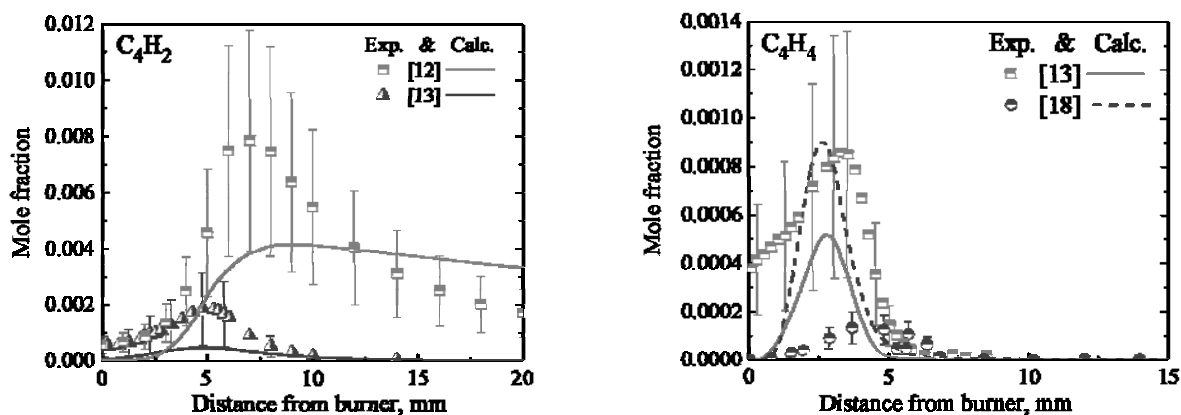 C4H2
Exp. & Calc.
[12]
[13]
0.012
0.010
0.008
0.006
0.004
0.002
0.000
Mole fraction
0 5 10 15 20
Distance from burner, mm
C4H4
Exp. & Calc.
[13]
[18]
0.0014
0.0012
0.0010
0.0008
0.0006
0.0004
0.0002
0.0000
Mole fraction
0 5 10 15
Distance from burner, mm